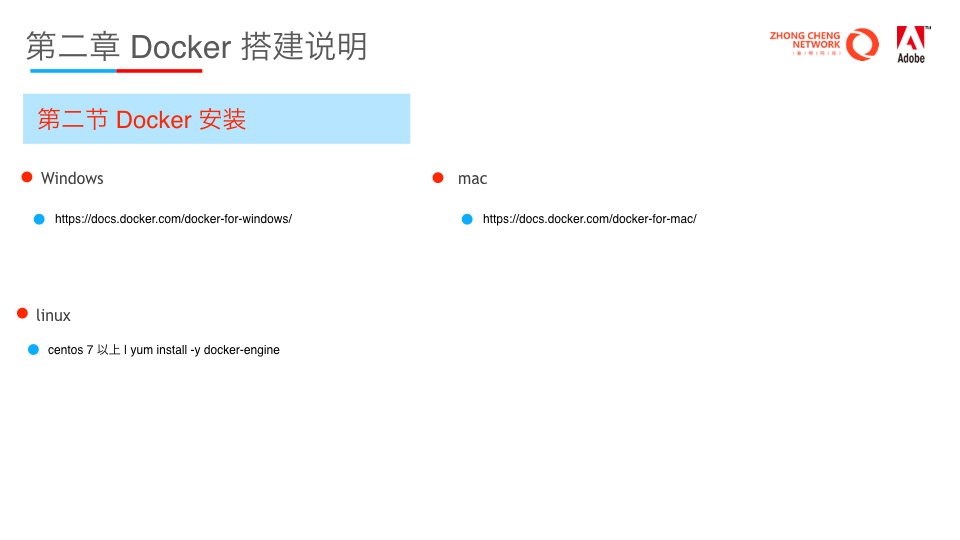 第二章 Docker 搭建说明
ZHONG CHENG
NETWORK
Adobe
第二节 Docker 安装
Windows
https://docs.docker.com/docker-for-windows/
mac
https://docs.docker.com/docker-for-mac/
linux
centos 7 以上 | yum install -y docker-engine